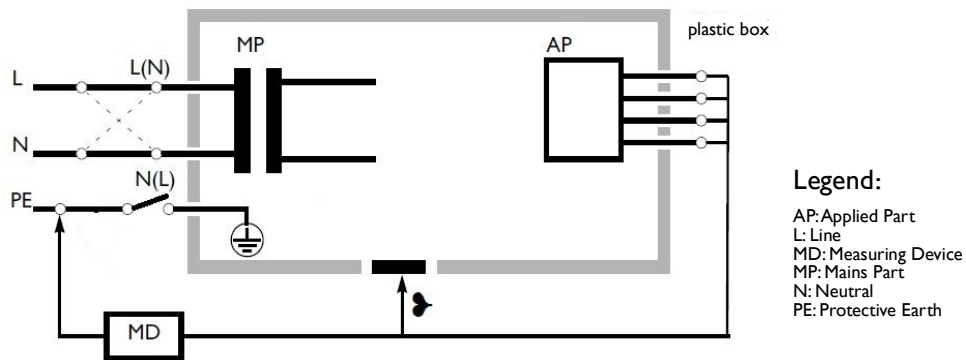 plastic box
MP
AP
L
L(N)
N
N(L)
PE
MD
Legend:
AP: Applied Part
L: Line
MD: Measuring Device
MP: Mains Part
N: Neutral
PE: Protective Earth